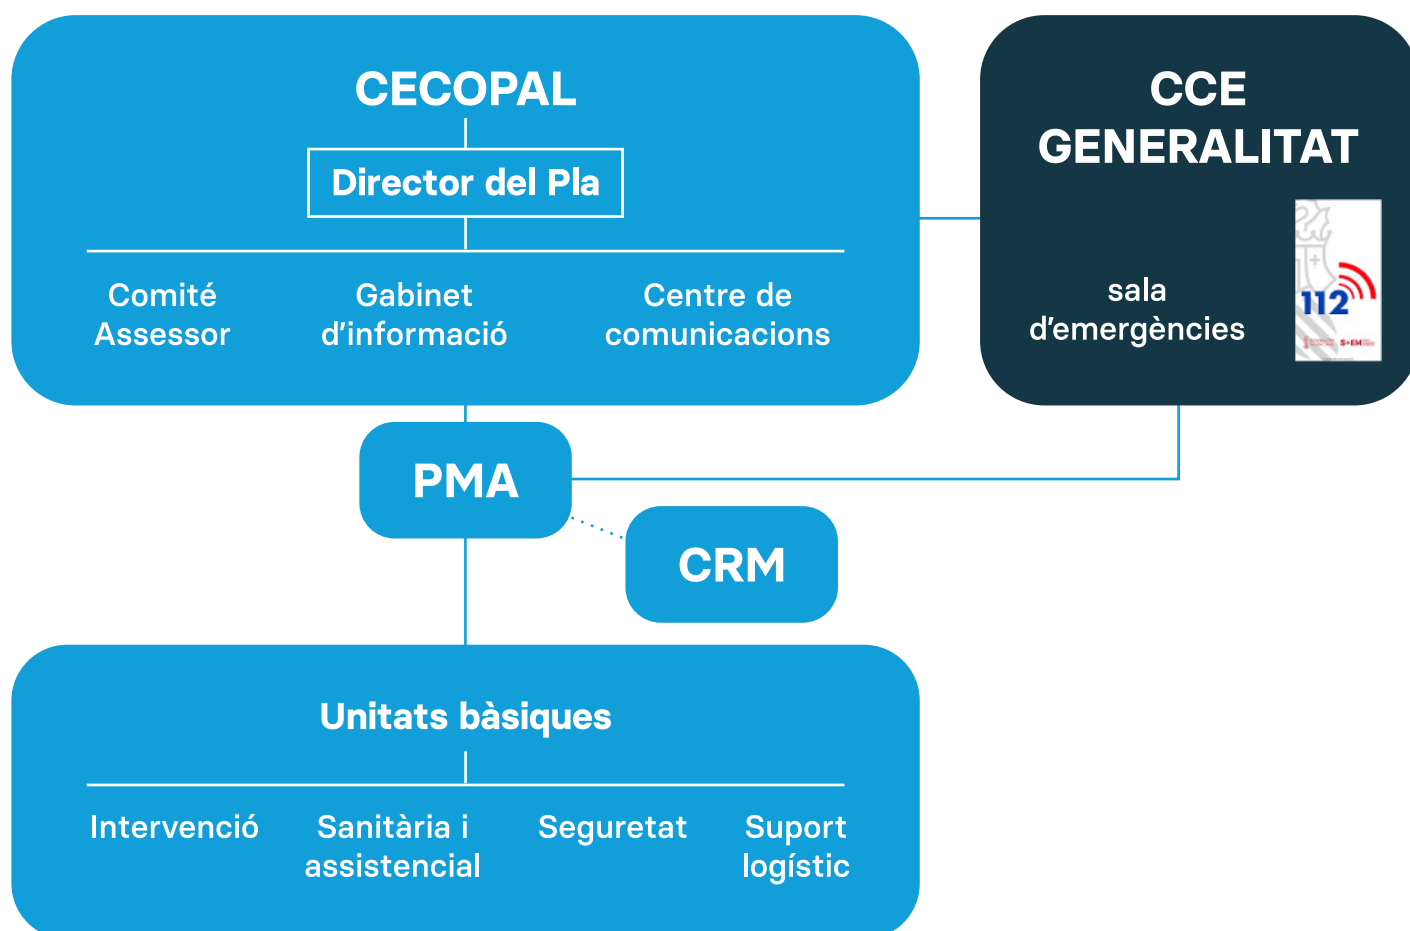 CECOPAL
Director del Pla
Comité
Assessor
Gabinet
d'informació
Centre de
comunicacions
CCE
GENERALITAT
sala
d'emergències
112
PMA
CRM
Unitats bàsiques
Intervenció
Sanitària i
assistencial
Seguretat
Suport
logístic